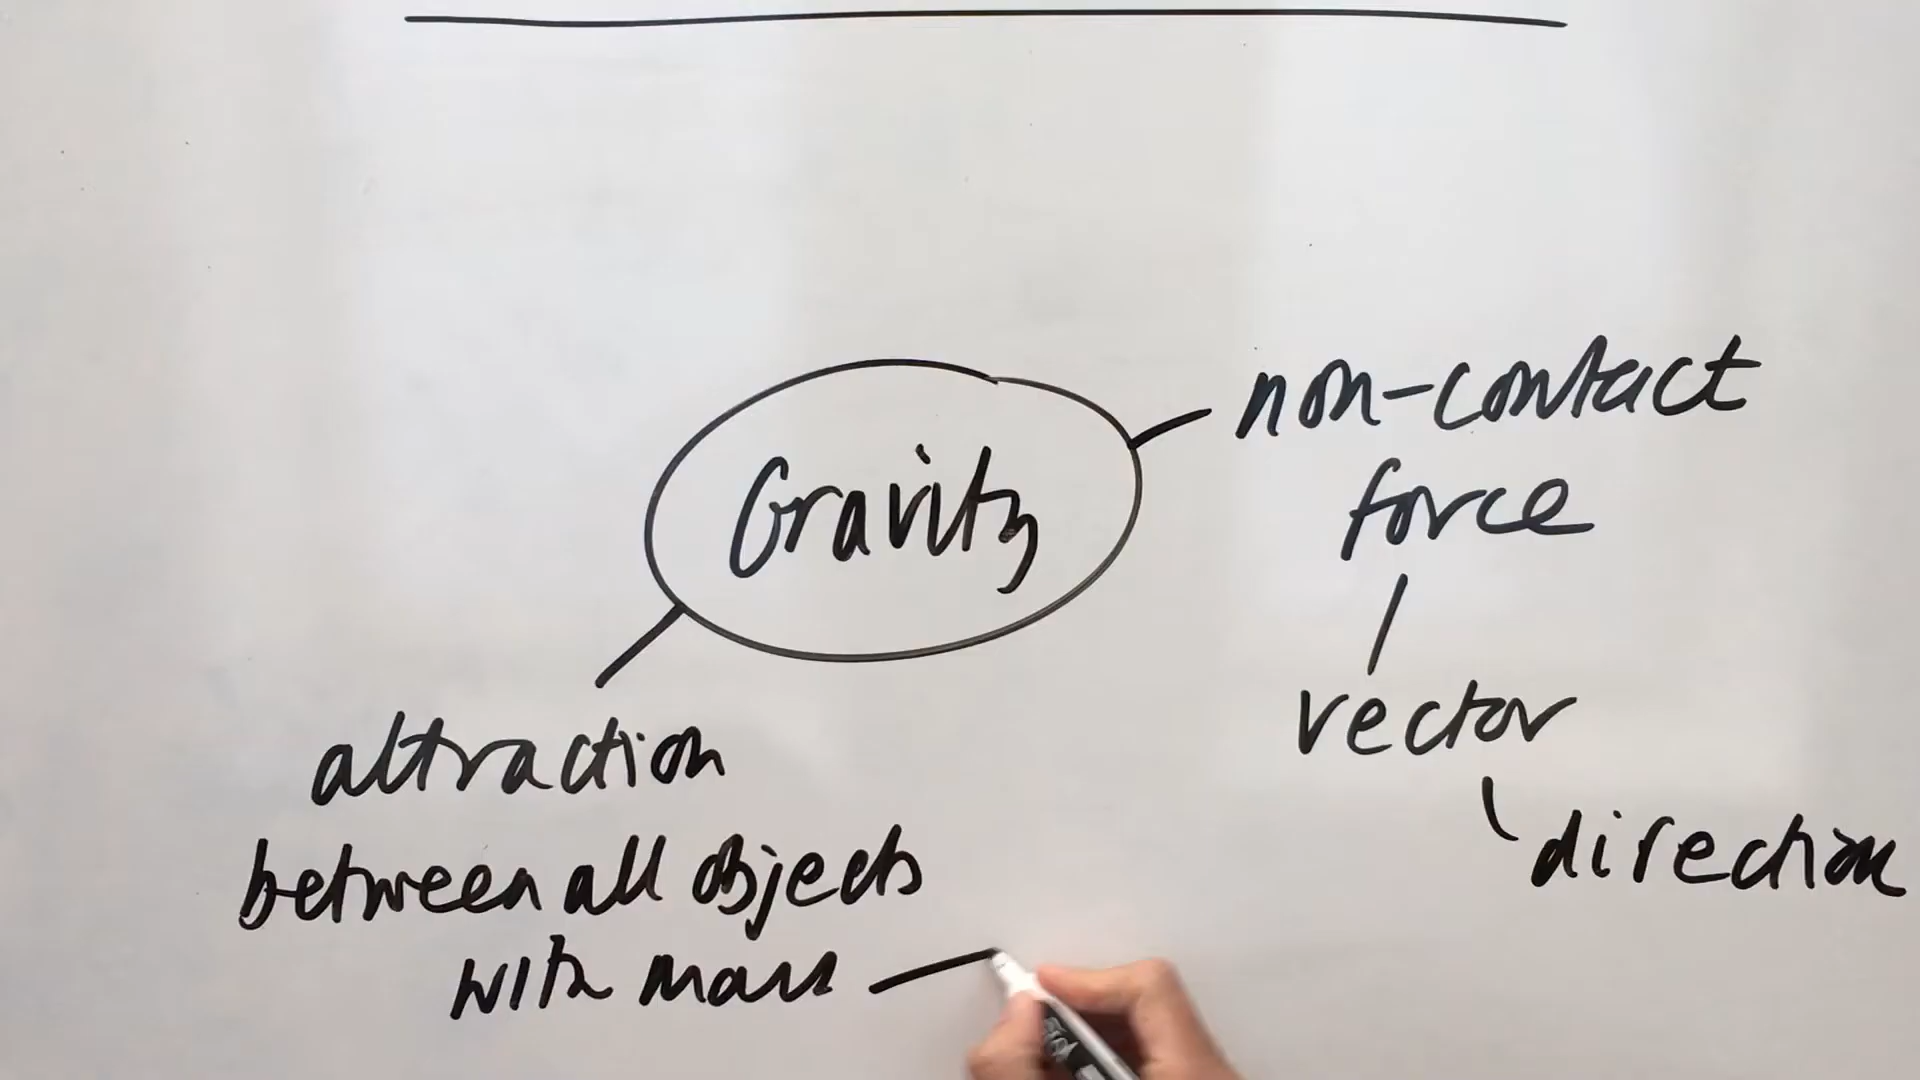 Gravity
non-contact
force
vector
direction
attraction
between all objects
with mass